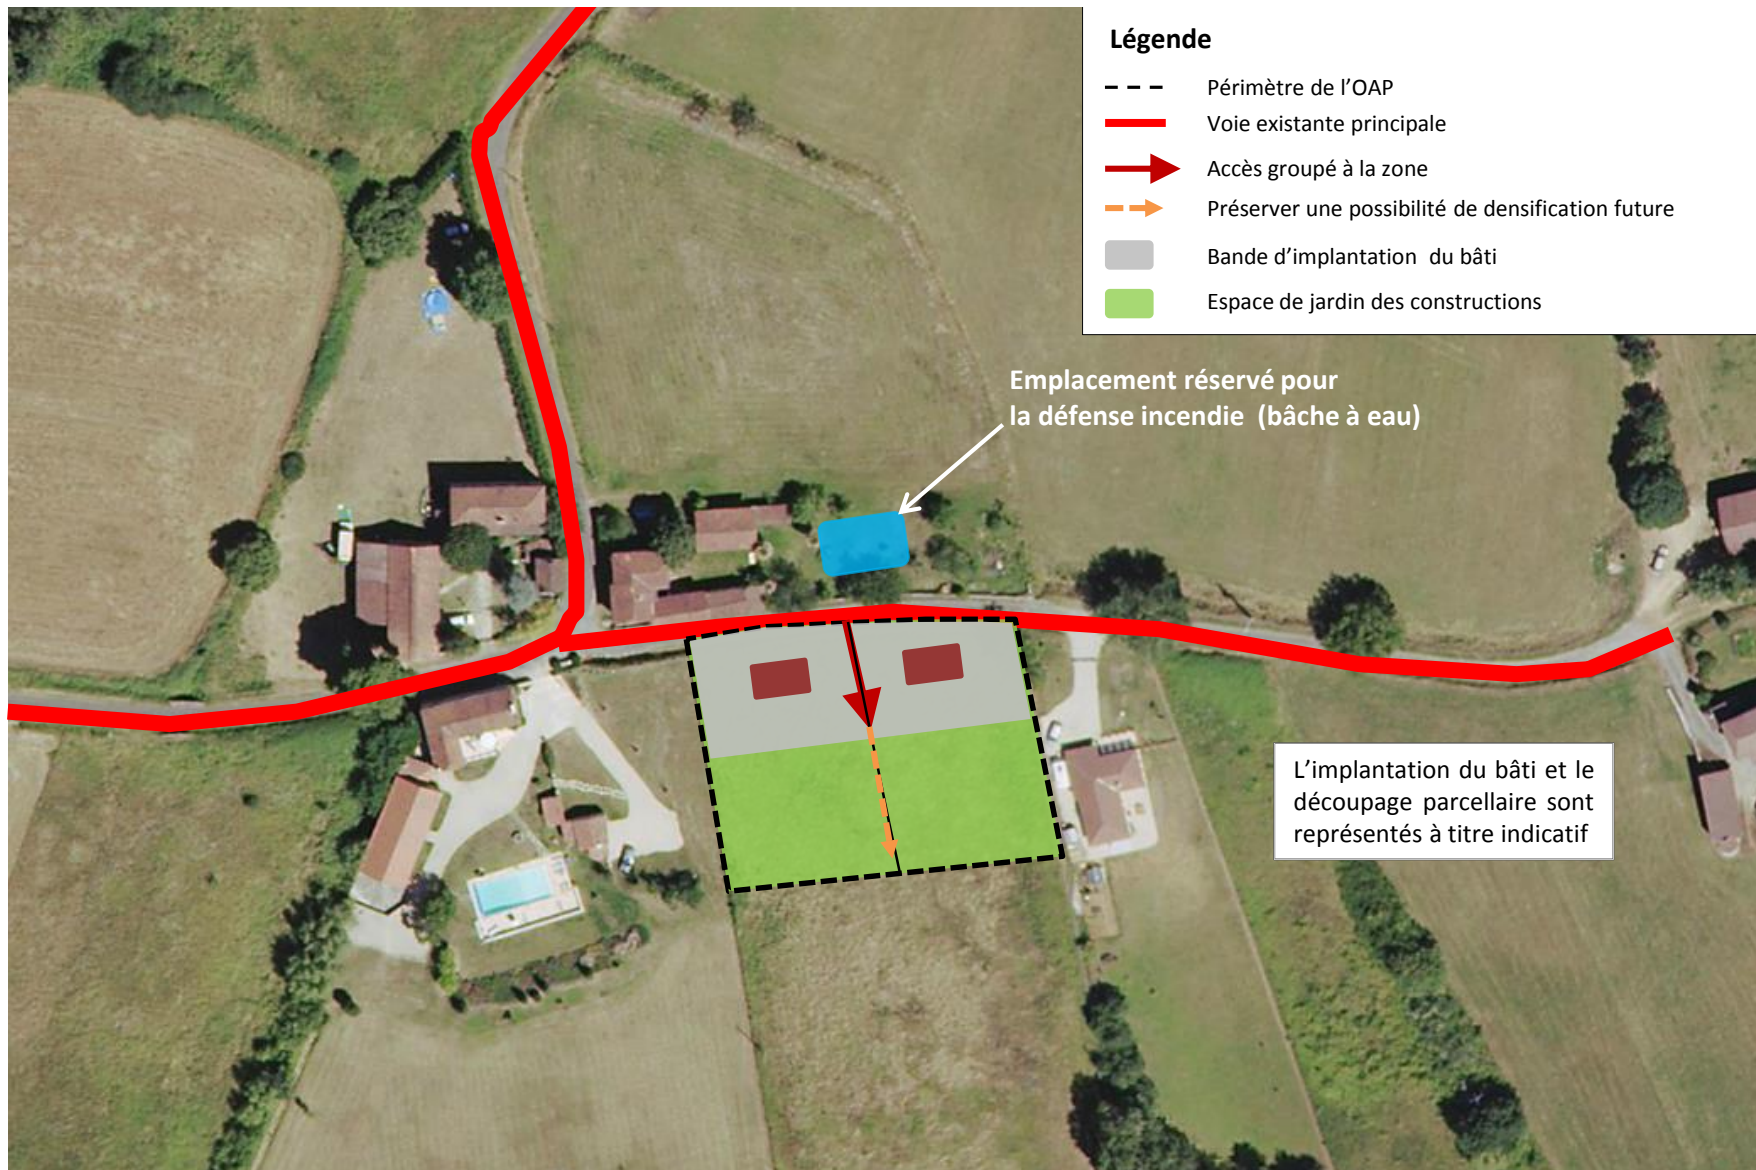 Légende
Périmètre de l’OAP
Voie existante principale
Accès groupé à la zone
Préserver une possibilité de densification future
Bande d’implantation du bâti
Espace de jardin des constructions
Emplacement réservé pour
la défense incendie (bâche à eau)
L’implantation du bâti et le
découpage parcellaire sont
représentés à titre indicatif